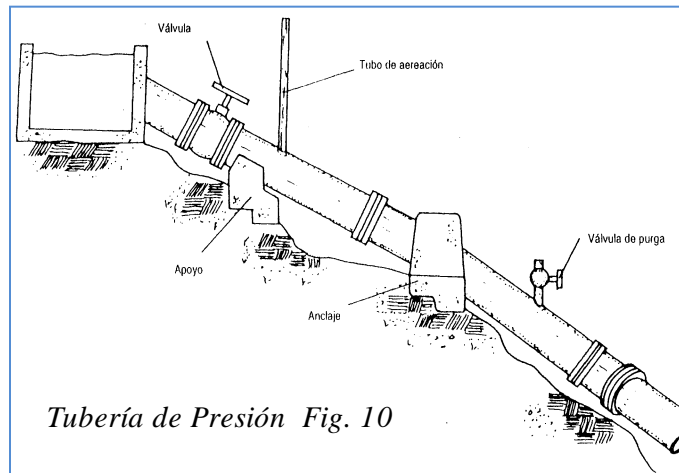 Válvula
Tubo de aereación
Válvula de purga
Apoyo
Anclaje
Tubería de Presión Fig. 10